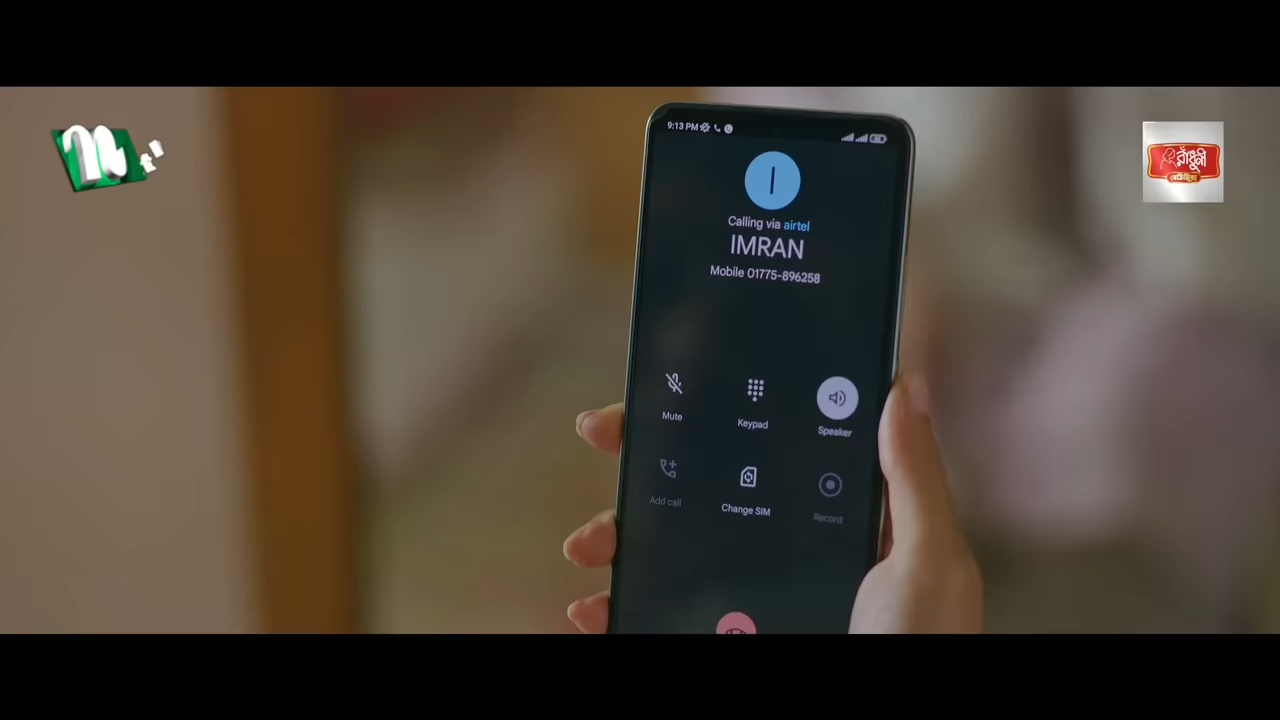 9:13 PM
Calling via airtel
IMRAN
Mobile 01775-896258
Mute
Keypad
Speaker
Add call
Change SIM
Record
রাঁধুনী